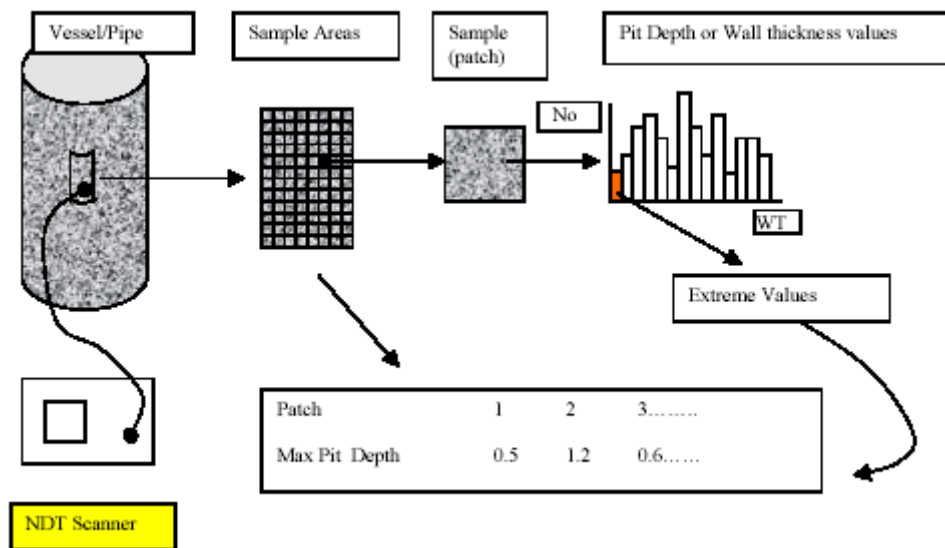 Vessel/Pipe
Sample Areas
Sample
(patch)
Pit Depth or Wall thickness values
No
WT
Extreme Values
Patch 1 2 3........
Max Pit Depth 0.5 1.2 0.6......
NDT Scanner